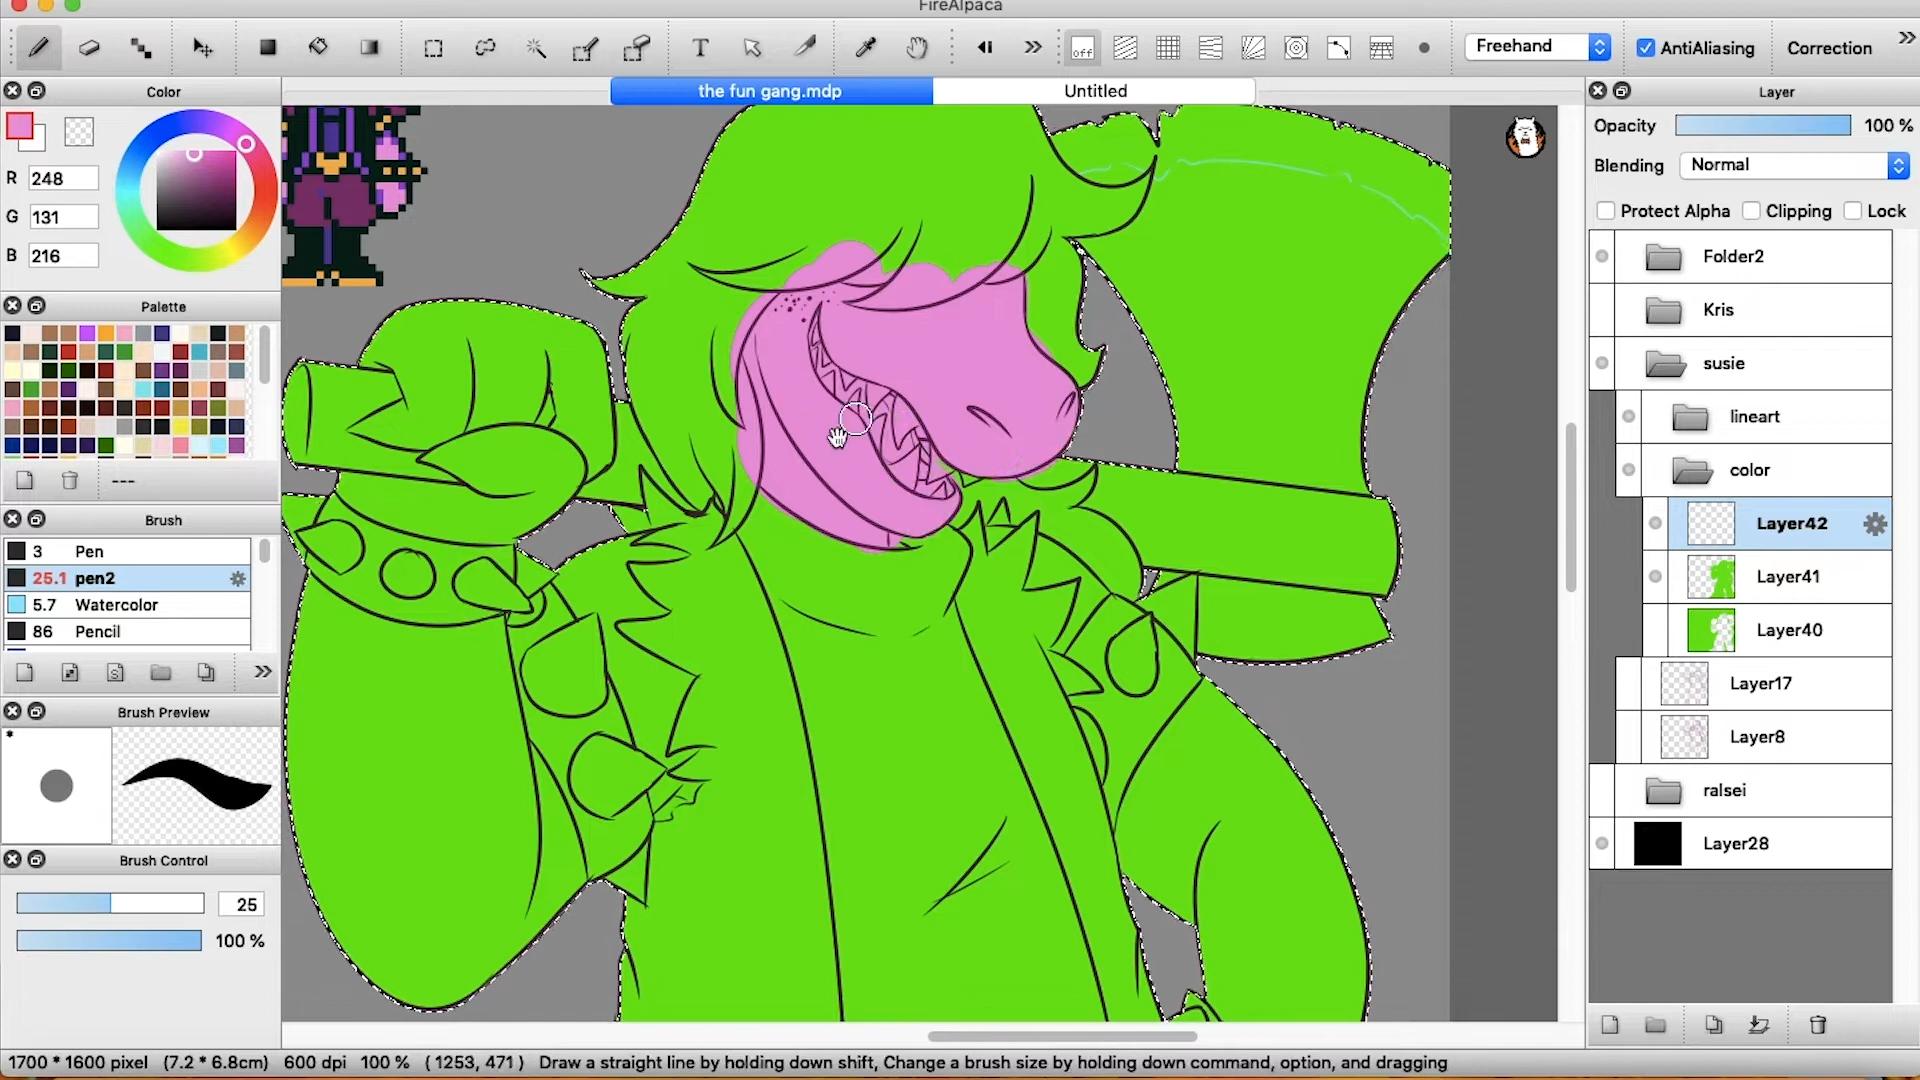 FireAlpaca
off
Freehand
AntiAliasing
Correction
Color
the fun gang.mdp
Untitled
Layer
Opacity
100 %
R
248
G
131
B
216
Blending
Normal
Protect Alpha
Clipping
Lock
Palette
---
Brush
3 Pen
25.1 pen2
5.7 Watercolor
86 Pencil
Brush Preview
Brush Control
25
100 %
Folder2
Kris
susie
lineart
color
Layer42
Layer41
Layer40
Layer17
Layer8
ralsei
Layer28
1700 * 1600 pixel (7.2 * 6.8cm) 600 dpi 100 % ( 1253, 471 ) Draw a straight line by holding down shift, Change a brush size by holding down command, option, and dragging